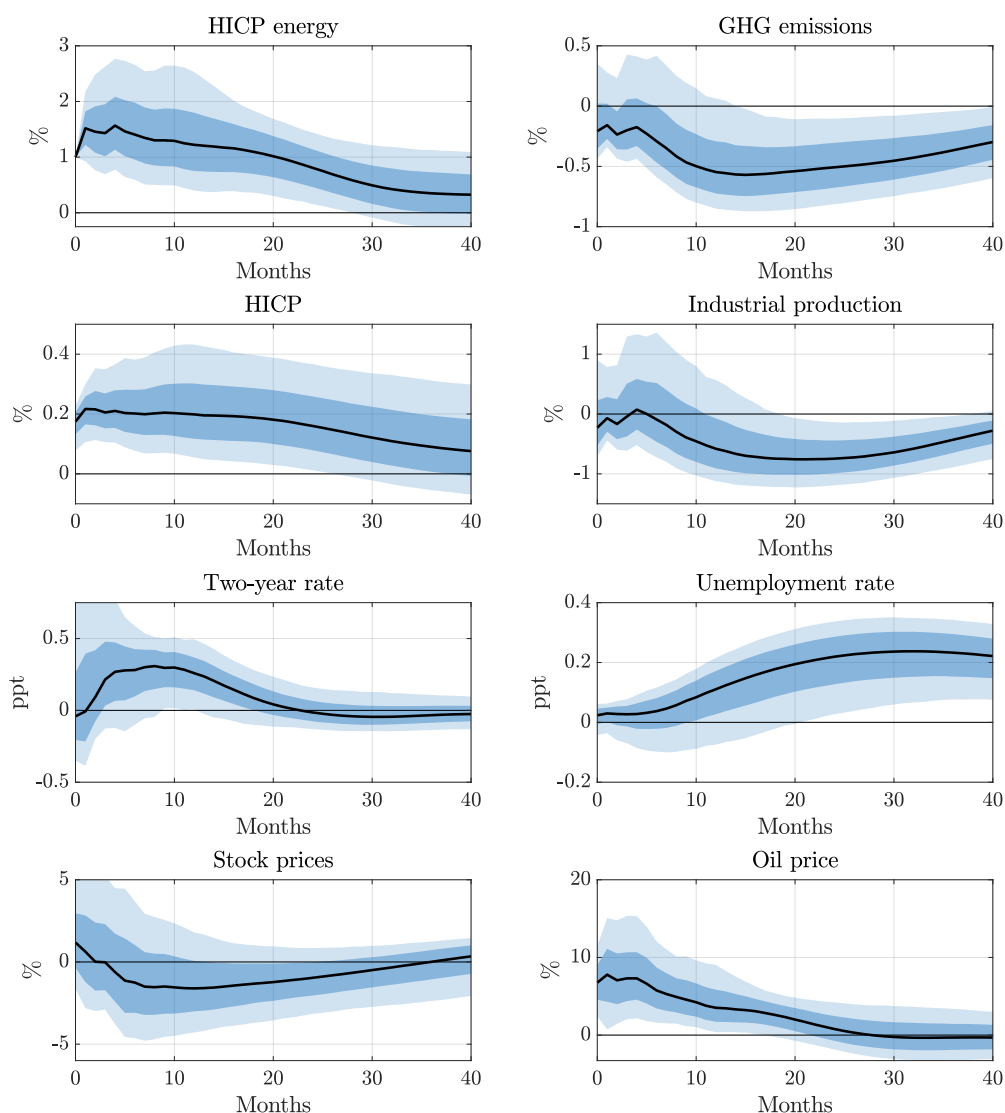 HICP energy
3
2
1
0
%
0 10 20 30 40
Months
GHG emissions
0.5
0
-0.5
-1
%
0 10 20 30 40
Months
HICP
0.4
0.2
0
%
0 10 20 30 40
Months
Industrial production
1
0
-1
%
0 10 20 30 40
Months
Two-year rate
0.5
0
-0.5
ppt
0 10 20 30 40
Months
Unemployment rate
0.4
0.2
0
-0.2
ppt
0 10 20 30 40
Months
Stock prices
5
0
-5
%
0 10 20 30 40
Months
Oil price
20
10
0
%
0 10 20 30 40
Months